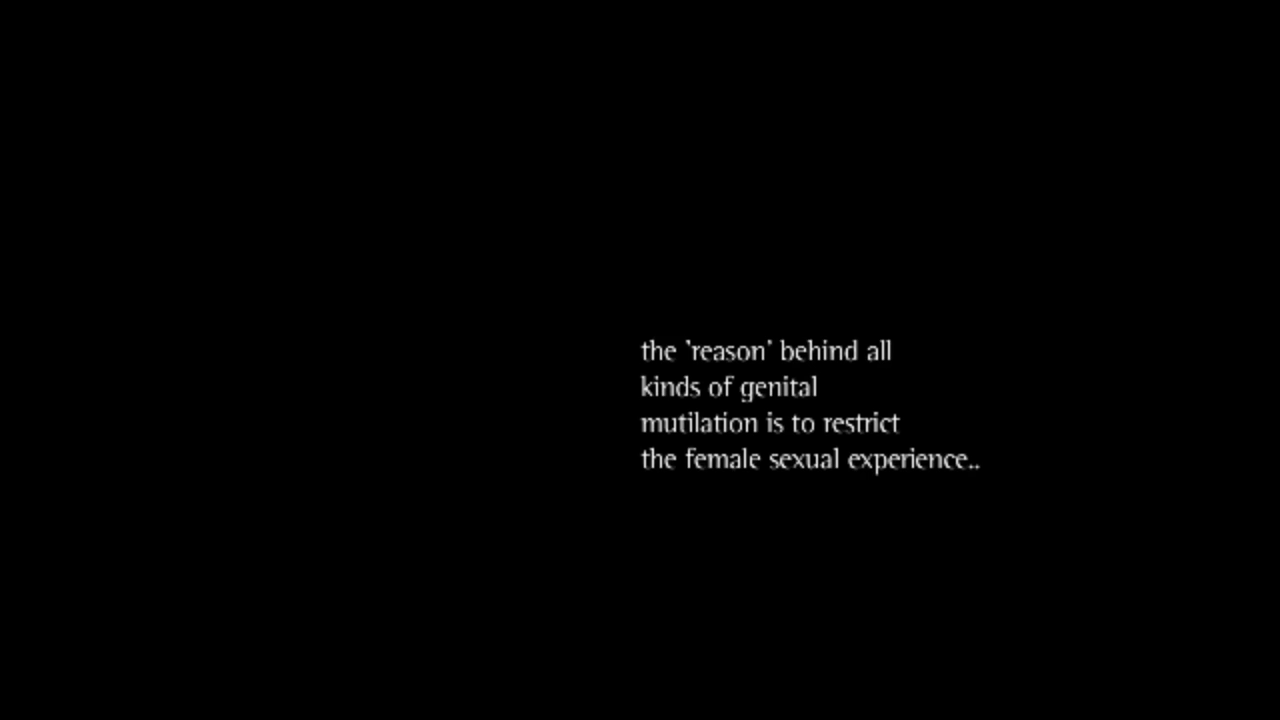 the 'reason' behind all
kinds of genital
mutilation is to restrict
the female sexual experience..